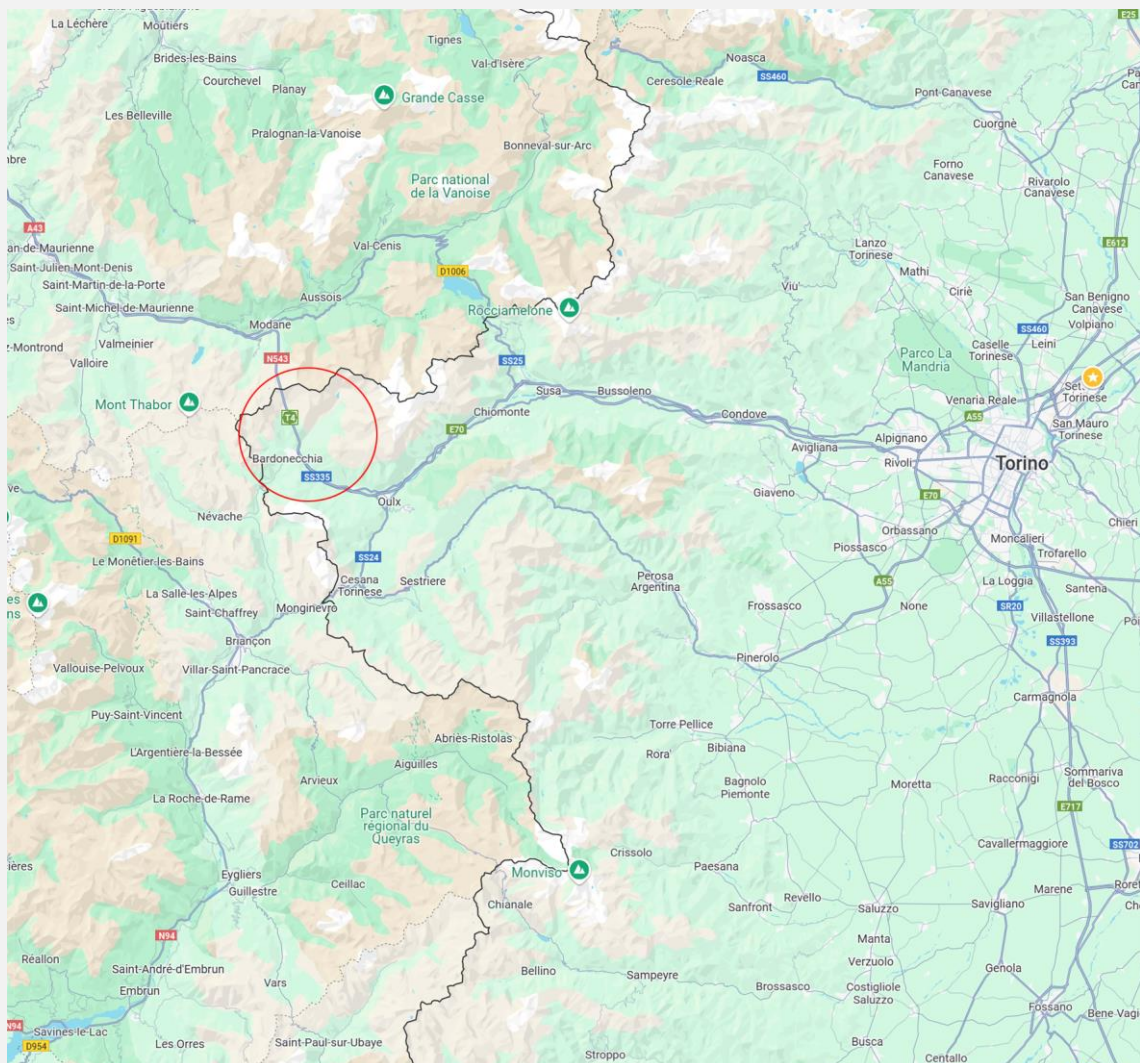 La Léchère
Moûtiers
Brides-les-Bains
Tignes
Val-d'Isère
Noasca
E25
Courchevel
Planay
Grande Casse
Ceresole Reale
SS460
Pont Canavese
Les Belleville
Pralognan-la-Vanoise
Cuorgnè
Bonneval-sur-Arc
Forno
Canavese
Rivarolo
Canavese
Parc national
de la Vanoise
A43
an-de-Maurienne
Val-Cenis
Lanzo
Torinese
E612
Saint-Julien-Mont-Denis
D1006
Mathi
Saint-Martin-de-la-Porte
Viu'
Ciriè
Aussois
San Benigno
Canavese
Saint-Michel-de-Maurienne
Rocciamelone
Modane
SS460
Volpiano
Valmeinier
z-Montrond
Caselle
Torinese
Leini
Valloire
N543
SS25
Parco La
Mandria
Susa
Bussoleno
Mont Thabor
Venaria Reale
Torinese
T4
Chiomonte
Condove
A55
San Mauro
Torinese
E70
Alpignano
Avigliana
Bardonecchia
Rivoli
Torino
SS335
Oulx
Giaveno
E70
Névache
Chieri
Orbassano
D1091
Piossasco
Moncalieri
Trofarello
Le Monêtier-les-Bains
SS24
Cesana
Torinese
Sestriere
Perosa
Argentina
A55
La Loggia
Santena
La Salle-les-Alpes
Saint-Chaffrey
Monginevro
Frossasco
None
SR20
Villastellone
Briançon
SS393
Vallouise-Pelvoux
Villar-Saint-Pancrace
Pinerolo
Carmagnola
Puy-Saint-Vincent
Torre Pellice
Abriès-Ristolas
Bibiana
L'Argentière-la-Bessée
Aiguilles
Rora'
Arvieux
Bagnolo
Piemonte
Moretta
Racconigi
Sommariva
del Bosco
La Roche-de-Rame
Parc naturel
régional du
Queyras
E717
Crissolo
Cavallermaggiore
SS702
Paesana
Monviso
Eygliers
Ceillac
Guillestre
Marene
Revello
Chianale
Sanfront
Saluzzo
Savigliano
N94
Manta
Réallon
Saint-André-d'Embrun
Verzuolo
Bellino
Sampeyre
Genola
Embrun
Vars
Brossasco
Costigliole
Saluzzo
Fossano
N94
Savines-le-Lac
Bene Vagi
D954
Les Orres
Saint-Paul-sur-Ubaye
Busca
Stroppo
Centallo